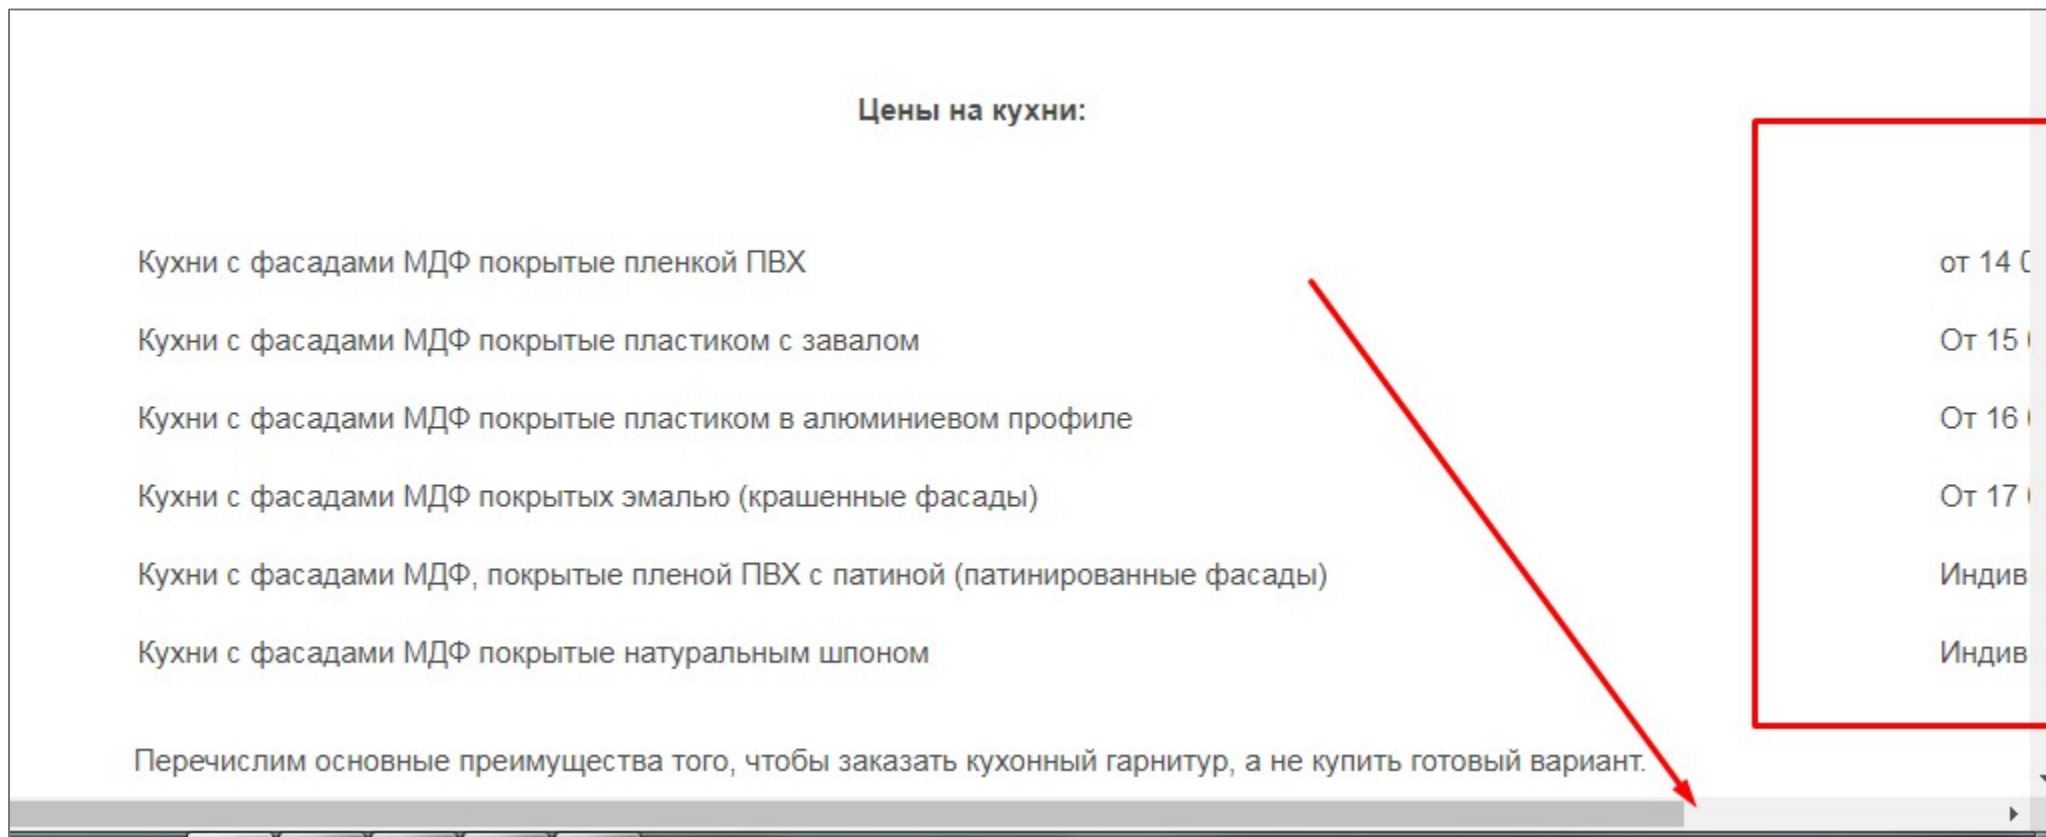 Цены на кухни:
Кухни с фасадами МДФ покрытые пленкой ПВХ от 14
Кухни с фасадами МДФ покрытые пластиком с завалом От 15
Кухни с фасадами МДФ покрытые пластиком в алюминиевом профиле От 16
Кухни с фасадами МДФ покрытых эмалью (крашенные фасады) От 17
Кухни с фасадами МДФ, покрытые пленой ПВХ с патиной (патинированные фасады) Индив
Кухни с фасадами МДФ покрытые натуральным шпоном Индив
Перечислим основные преимущества того, чтобы заказать кухонный гарнитур, а не купить готовый вариант.